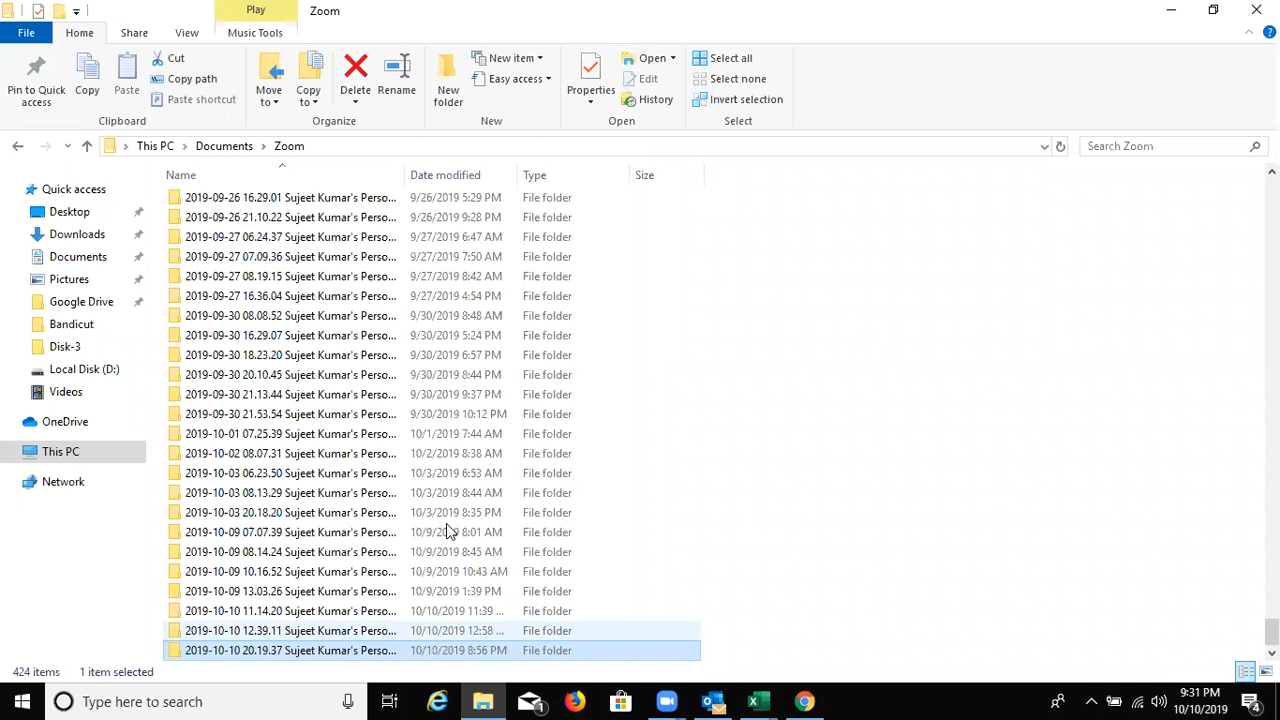 Play
Zoom
File
Home
Share
View
Music Tools
Pin to Quick access
Copy
Paste
Cut
Copy path
Paste shortcut
Clipboard
Move to
Copy to
Delete
Rename
Organize
New folder
New item
Easy access
New
Properties
Open
Edit
History
Open
Select all
Select none
Invert selection
Select
This PC > Documents > Zoom
Search Zoom
Name Date modified Type Size
Quick access
Desktop
Downloads
Documents
Pictures
Google Drive
Bandicut
Disk-3
Local Disk (D:)
Videos
OneDrive
This PC
Network
2019-09-26 16.29.01 Sujeet Kumar's Perso... 9/26/2019 5:29 PM File folder
2019-09-26 21.10.22 Sujeet Kumar's Perso... 9/26/2019 9:28 PM File folder
2019-09-27 06.24.37 Sujeet Kumar's Perso... 9/27/2019 6:47 AM File folder
2019-09-27 07.09.36 Sujeet Kumar's Perso... 9/27/2019 7:50 AM File folder
2019-09-27 08.19.15 Sujeet Kumar's Perso... 9/27/2019 8:42 AM File folder
2019-09-27 16.36.04 Sujeet Kumar's Perso... 9/27/2019 4:54 PM File folder
2019-09-30 08.08.52 Sujeet Kumar's Perso... 9/30/2019 8:48 AM File folder
2019-09-30 16.29.07 Sujeet Kumar's Perso... 9/30/2019 5:24 PM File folder
2019-09-30 18.23.20 Sujeet Kumar's Perso... 9/30/2019 6:57 PM File folder
2019-09-30 20.10.45 Sujeet Kumar's Perso... 9/30/2019 8:44 PM File folder
2019-09-30 21.13.44 Sujeet Kumar's Perso... 9/30/2019 9:37 PM File folder
2019-09-30 21.53.54 Sujeet Kumar's Perso... 9/30/2019 10:12 PM File folder
2019-10-01 07.25.39 Sujeet Kumar's Perso... 10/1/2019 7:44 AM File folder
2019-10-02 08.07.31 Sujeet Kumar's Perso... 10/2/2019 8:38 AM File folder
2019-10-03 06.23.50 Sujeet Kumar's Perso... 10/3/2019 6:53 AM File folder
2019-10-03 08.13.29 Sujeet Kumar's Perso... 10/3/2019 8:44 AM File folder
2019-10-03 20.18.20 Sujeet Kumar's Perso... 10/3/2019 8:35 PM File folder
2019-10-09 07.07.39 Sujeet Kumar's Perso... 10/9/2019 8:01 AM File folder
2019-10-09 08.14.24 Sujeet Kumar's Perso... 10/9/2019 8:45 AM File folder
2019-10-09 10.16.52 Sujeet Kumar's Perso... 10/9/2019 10:43 AM File folder
2019-10-09 13.03.26 Sujeet Kumar's Perso... 10/9/2019 1:39 PM File folder
2019-10-10 11.14.20 Sujeet Kumar's Perso... 10/10/2019 11:39 ... File folder
2019-10-10 12.39.11 Sujeet Kumar's Perso... 10/10/2019 12:58 ... File folder
2019-10-10 20.19.37 Sujeet Kumar's Perso... 10/10/2019 8:56 PM File folder
424 items 1 item selected
Type here to search
1
9:31 PM
10/10/2019
4